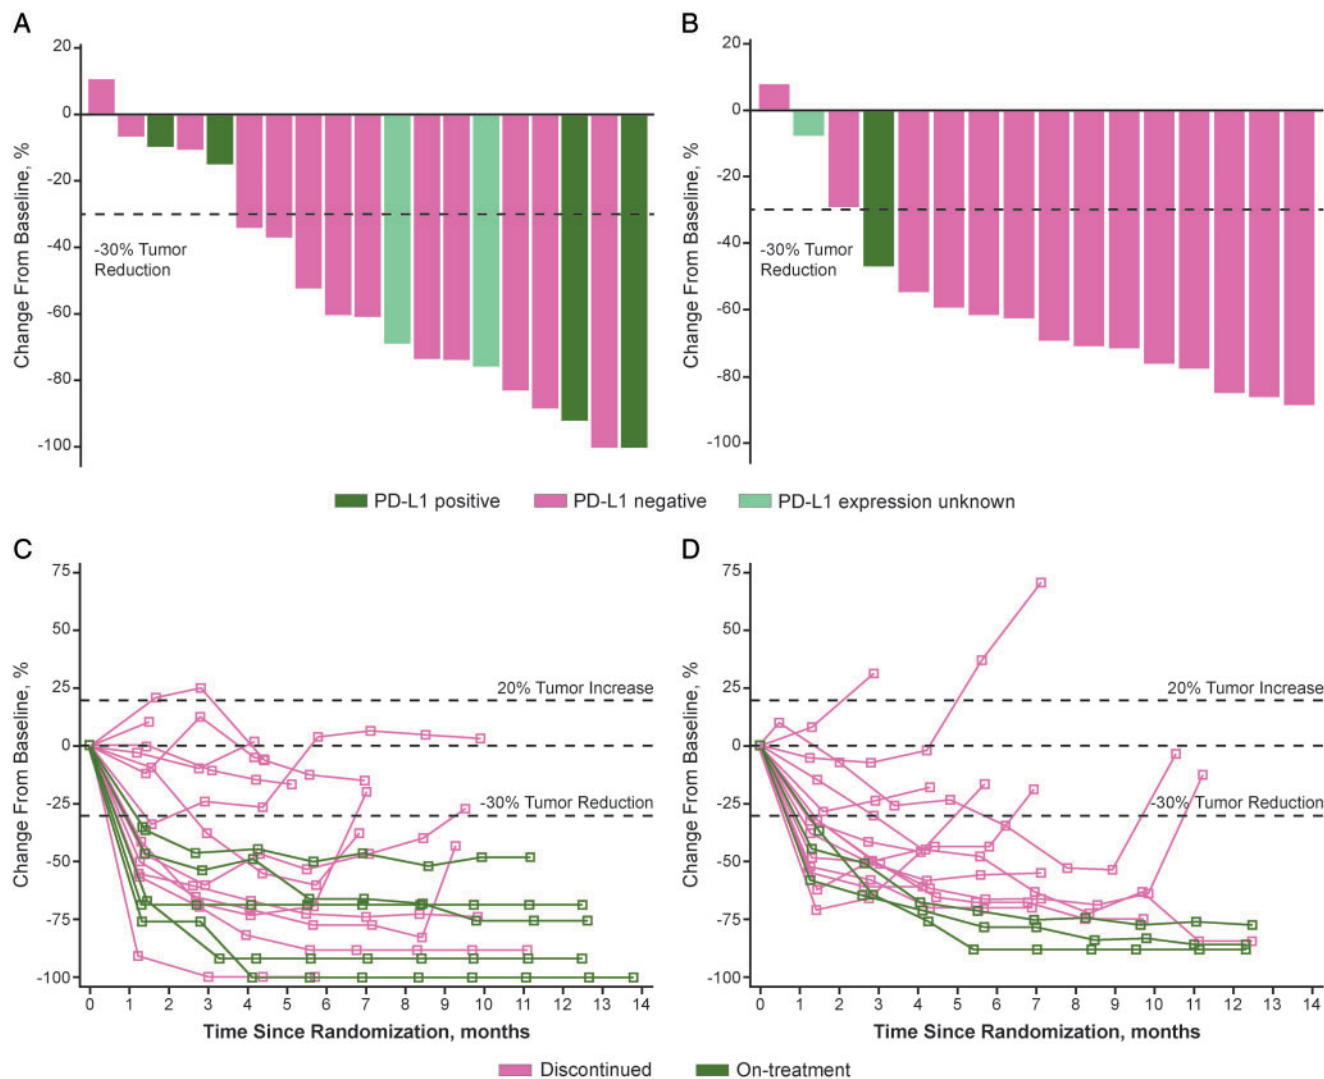 A
20
0
-20
-40
-60
-80
-100
Change From Baseline, %
-30% Tumor
Reduction
B
20
0
-20
-40
-60
-80
-100
Change From Baseline, %
-30% Tumor
Reduction
PD-L1 positive
PD-L1 negative
PD-L1 expression unknown
C
75
50
25
0
-25
-50
-75
-100
Change From Baseline, %
20% Tumor Increase
-30% Tumor Reduction
0 1 2 3 4 5 6 7 8 9 10 11 12 13 14
Time Since Randomization, months
D
75
50
25
0
-25
-50
-75
-100
Change From Baseline, %
20% Tumor Increase
-30% Tumor Reduction
0 1 2 3 4 5 6 7 8 9 10 11 12 13 14
Time Since Randomization, months
Discontinued
On-treatment